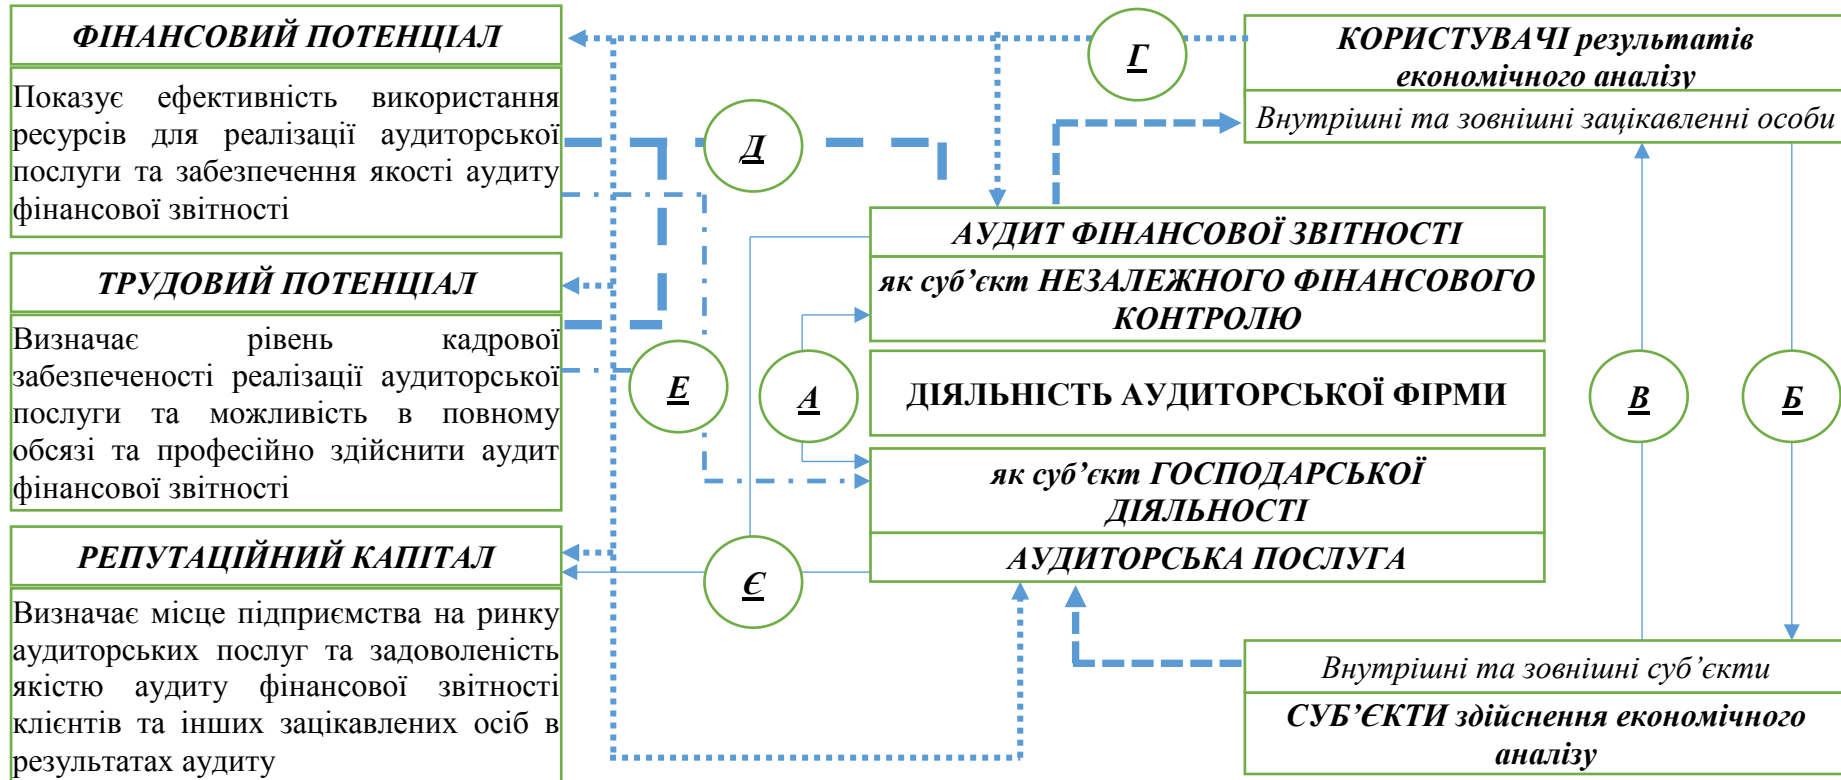 ФІНАНСОВИЙ ПОТЕНЦІАЛ
Показує ефективність використання
ресурсів для реалізації аудиторської
послуги та забезпечення якості аудиту
фінансової звітності
ТРУДОВИЙ ПОТЕНЦІАЛ
Визначає рівень кадрової
забезпеченості реалізації аудиторської
послуги та можливість в повному
обсязі та професійно здійснити аудит
фінансової звітності
РЕПУТАЦІЙНИЙ КАПІТАЛ
Визначає місце підприємства на ринку
аудиторських послуг та задоволеність
якістю аудиту фінансової звітності
клієнтів та інших зацікавлених осіб в
результатах аудиту
Г
Д
Е
А
Є
АУДИТ ФІНАНСОВОЇ ЗВІТНОСТІ
як суб’єкт НЕЗАЛЕЖНОГО ФІНАНСОВОГО
КОНТРОЛЮ
ДІЯЛЬНІСТЬ АУДИТОРСЬКОЇ ФІРМИ
як суб’єкт ГОСПОДАРСЬКОЇ
ДІЯЛЬНОСТІ
АУДИТОРСЬКА ПОСЛУГА
КОРИСТУВАЧІ результатів
економічного аналізу
Внутрішні та зовнішні зацікавленні особи
В
Б
Внутрішні та зовнішні суб’єкти
СУБ’ЄКТИ здійснення економічного
аналізу